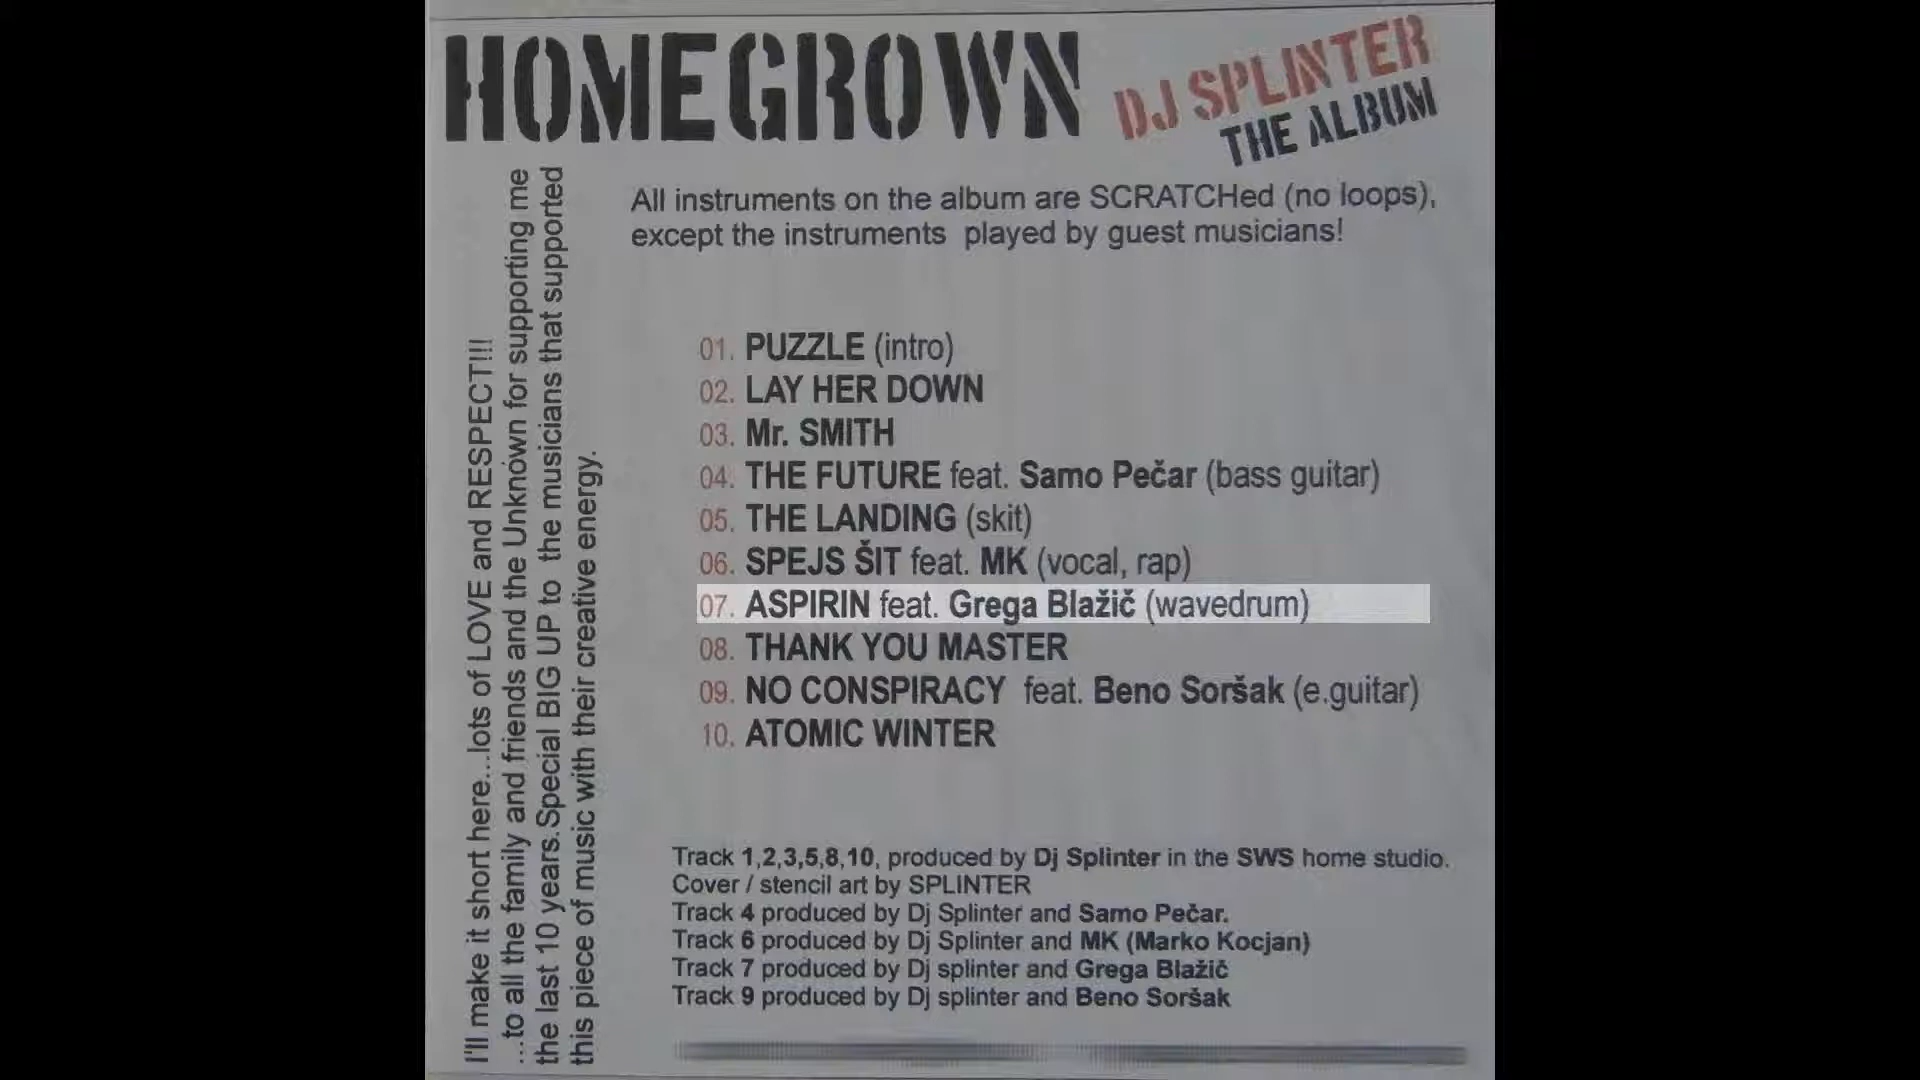 HOMEGROWN
DJ SPLINTER
THE ALBUM
All instruments on the album are SCRATCHed (no loops),
except the instruments played by guest musicians!
01. PUZZLE (intro)
02. LAY HER DOWN
03. Mr. SMITH
04. THE FUTURE feat. Samo Pečar (bass guitar)
05. THE LANDING (skit)
06. SPEJS ŠIT feat. MK (vocal, rap)
07. ASPIRIN feat. Grega Blažič (wavedrum)
08. THANK YOU MASTER
09. NO CONSPIRACY feat. Beno Soršak (e.guitar)
10. ATOMIC WINTER
Track 1,2,3,5,8,10, produced by Dj Splinter in the SWS home studio.
Cover / stencil art by SPLINTER
Track 4 produced by Dj Splinter and Samo Pečar.
Track 6 produced by Dj Splinter and MK (Marko Kocjan)
Track 7 produced by Dj splinter and Grega Blažič
Track 9 produced by Dj splinter and Beno Soršak
I'll make it short here...lots of LOVE and RESPECT!!!
...to all the family and friends and the Unknown for supporting me
the last 10 years.Special BIG UP to the musicians that supported
this piece of music with their creative energy.